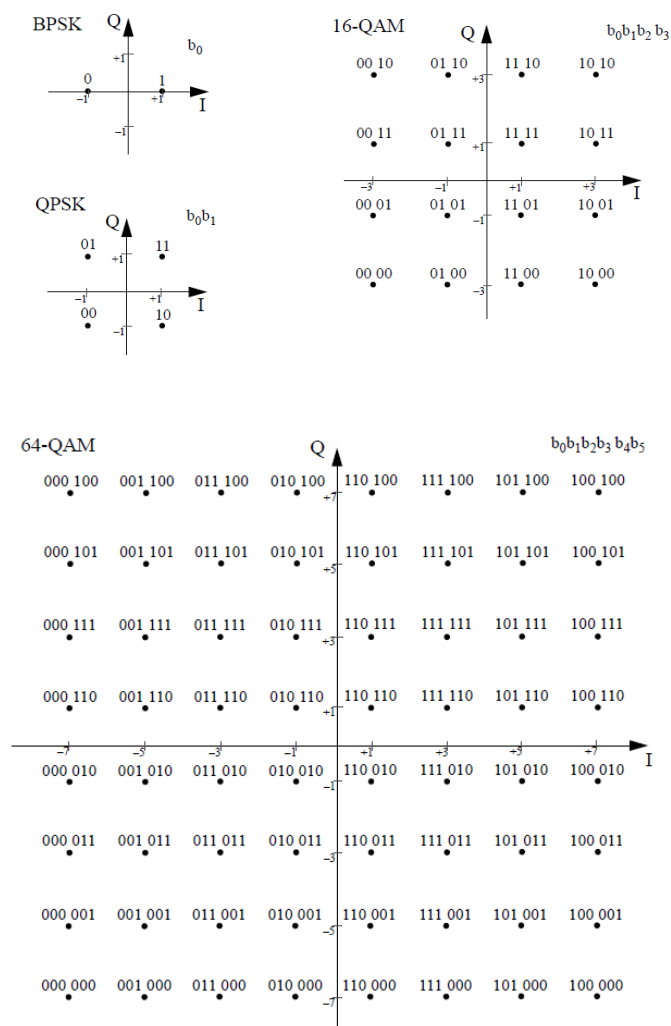 BPSK
Q
b0
+1
0 1
−1 +1
I
−1
QPSK
Q
b0b1
01 11
+1
−1 +1
I
00 10
−1
16-QAM
Q
b0b1b2 b3
00 10 01 10 11 10 10 10
+3
00 11 01 11 11 11 10 11
+1
−3 −1 +1 +3
I
00 01 01 01 11 01 10 01
−1
00 00 01 00 11 00 10 00
−3
64-QAM
Q
b0b1b2b3 b4b5
000 100 001 100 011 100 010 100 110 100 111 100 101 100 100 100
+7
000 101 001 101 011 101 010 101 110 101 111 101 101 101 100 101
+5
000 111 001 111 011 111 010 111 110 111 111 111 101 111 100 111
+3
000 110 001 110 011 110 010 110 110 110 111 110 101 110 100 110
+1
−7 −5 −3 −1 +1 +3 +5 +7
I
000 010 001 010 011 010 010 010 110 010 111 010 101 010 100 010
−1
000 011 001 011 011 011 010 011 110 011 111 011 101 011 100 011
−3
000 001 001 001 011 001 010 001 110 001 111 001 101 001 100 001
−5
000 000 001 000 011 000 010 000 110 000 111 000 101 000 100 000
−7